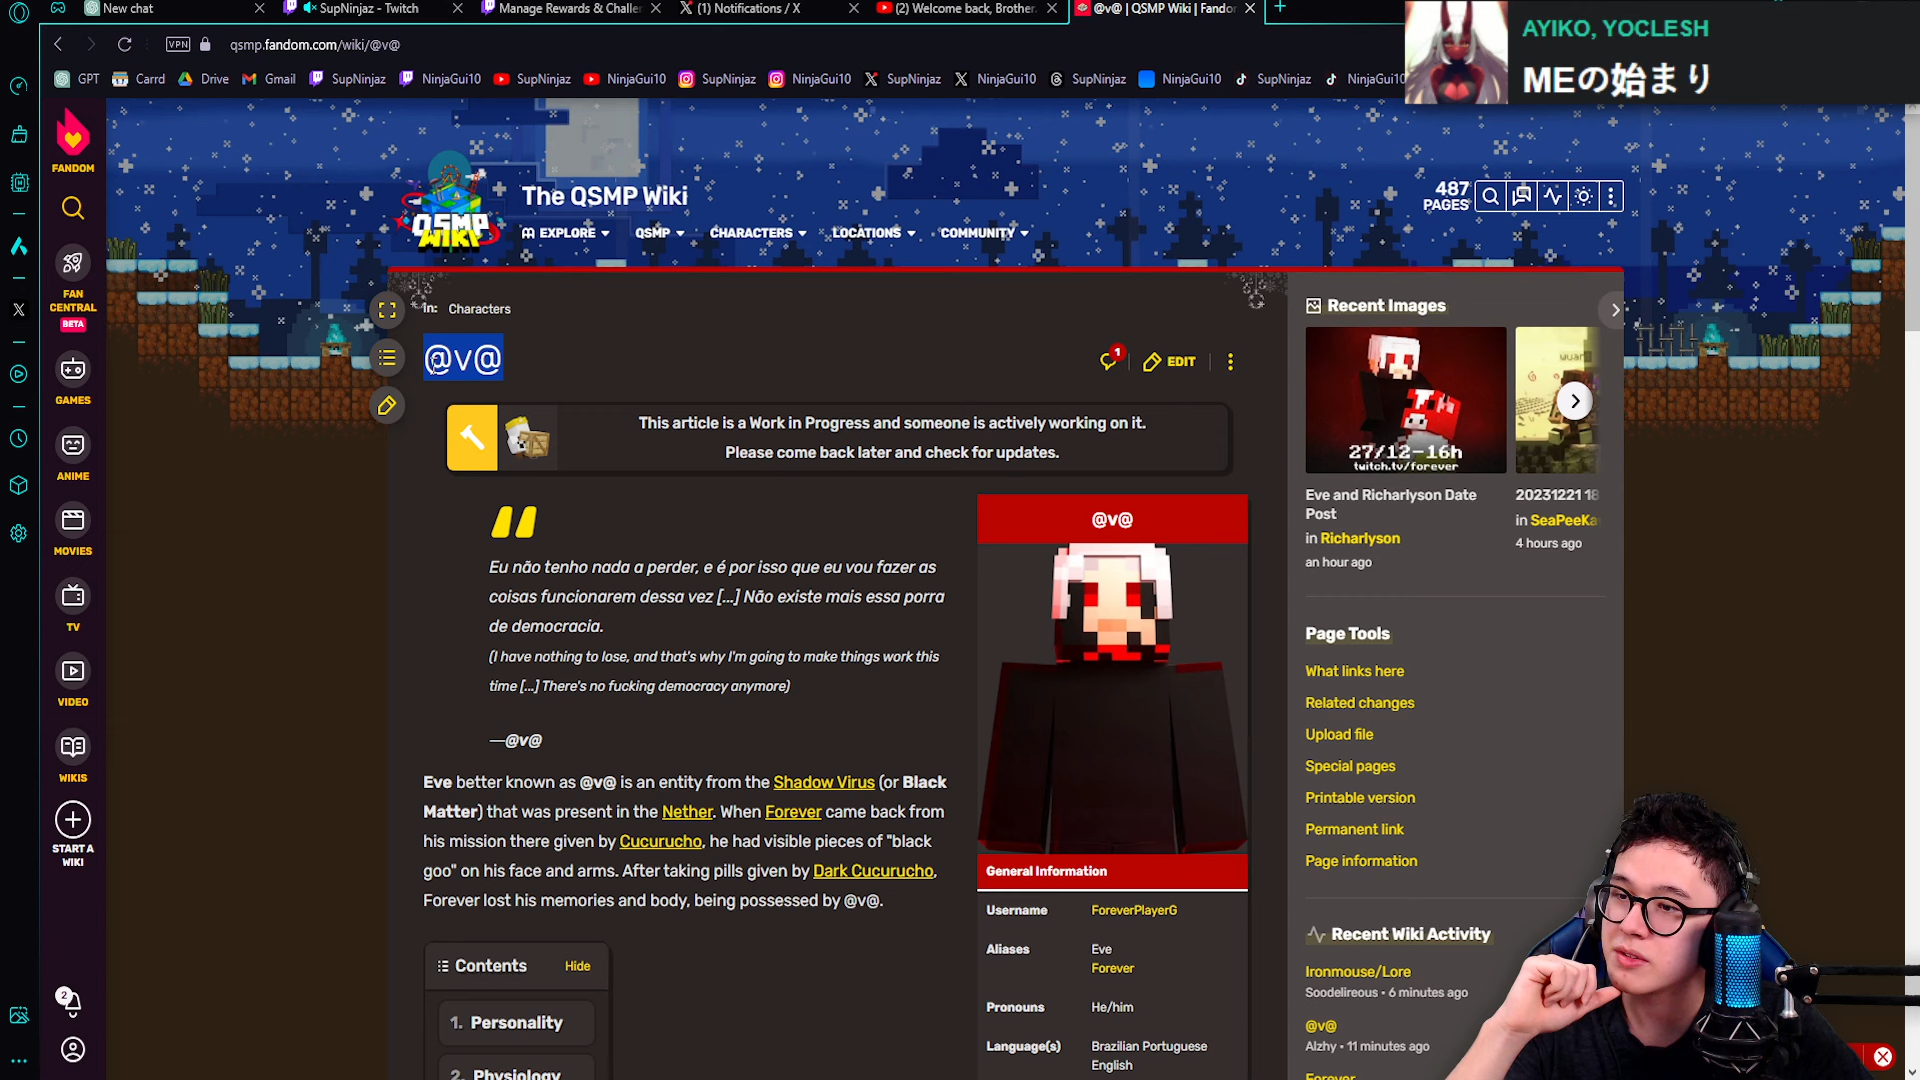 New chat
SupNinjaz - Twitch
Manage Rewards & Challer
(1) Notifications / X
(2) Welcome back, Brother.
@v@ | QSMP Wiki | Fandor
VPN
qsmp.fandom.com/wiki/@v@
GPT
Carrd
Drive
Gmail
SupNinjaz
NinjaGui10
SupNinjaz
NinjaGui10
SupNinjaz
NinjaGui10
SupNinjaz
NinjaGui10
SupNinjaz
NinjaGui10
SupNinjaz
NinjaGui10
AYIKO, YOCLESH
MEの始まり
FANDOM
FAN
CENTRAL
BETA
GAMES
ANIME
MOVIES
TV
VIDEO
WIKIS
START A
WIKI
2
QSMP
WIKI
The QSMP Wiki
EXPLORE
QSMP
CHARACTERS
LOCATIONS
COMMUNITY
487
PAGES
In: Characters
@v@
1
EDIT
This article is a Work in Progress and someone is actively working on it.
Please come back later and check for updates.
Eu não tenho nada a perder, e é por isso que eu vou fazer as
coisas funcionarem dessa vez [...] Não existe mais essa porra
de democracia.
(I have nothing to lose, and that's why I'm going to make things work this
time [...] There's no fucking democracy anymore)
—@v@
Eve better known as @v@ is an entity from the Shadow Virus (or Black
Matter) that was present in the Nether. When Forever came back from
his mission there given by Cucurucho, he had visible pieces of "black
goo" on his face and arms. After taking pills given by Dark Cucurucho,
Forever lost his memories and body, being possessed by @v@.
Contents
Hide
1. Personality
2. Physiology
@v@
General Information
Username
ForeverPlayerG
Aliases
Eve
Forever
Pronouns
He/him
Language(s)
Brazilian Portuguese
English
Recent Images
27/12-16h
twitch.tv/forever
Eve and Richarlyson Date
Post
in Richarlyson
an hour ago
20231221 18
in SeaPeeKa
4 hours ago
Page Tools
What links here
Related changes
Upload file
Special pages
Printable version
Permanent link
Page information
Recent Wiki Activity
Ironmouse/Lore
Soodelireous • 6 minutes ago
@v@
Alzhy • 11 minutes ago
Forever